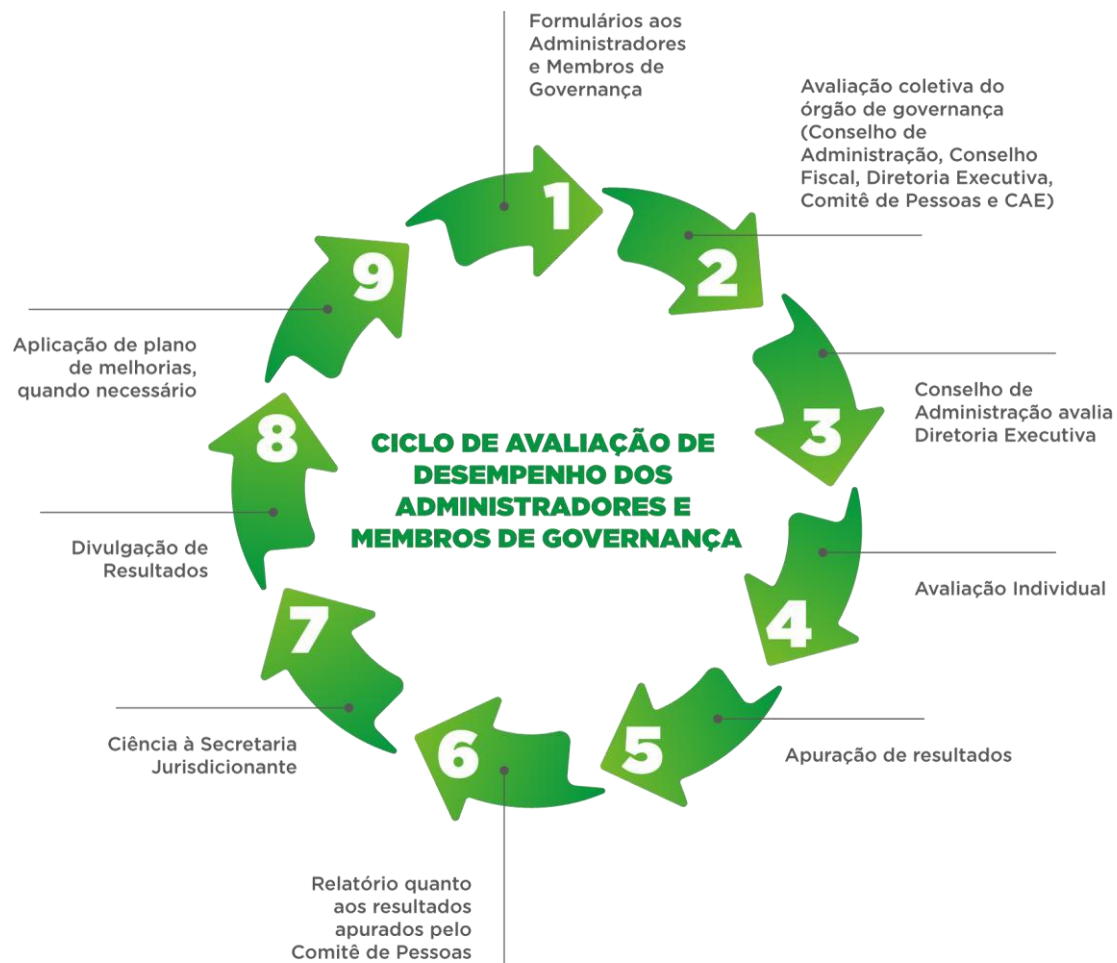 Formulários aos
Administradores
e Membros de
Governança
1
Avaliação coletiva do
órgão de governança
(Conselho de
Administração, Conselho
Fiscal, Diretoria Executiva,
Comitê de Pessoas e CAE)
2
Conselho de
Administração avalia
Diretoria Executiva
3
Avaliação Individual
4
Apuração de resultados
5
Relatório quanto
aos resultados
apurados pelo
Comitê de Pessoas
6
Ciência à Secretaria
Jurisdicionante
7
Divulgação de
Resultados
8
Aplicação de plano
de melhorias,
quando necessário
9
CICLO DE AVALIAÇÃO DE
DESEMPENHO DOS
ADMINISTRADORES E
MEMBROS DE GOVERNANÇA